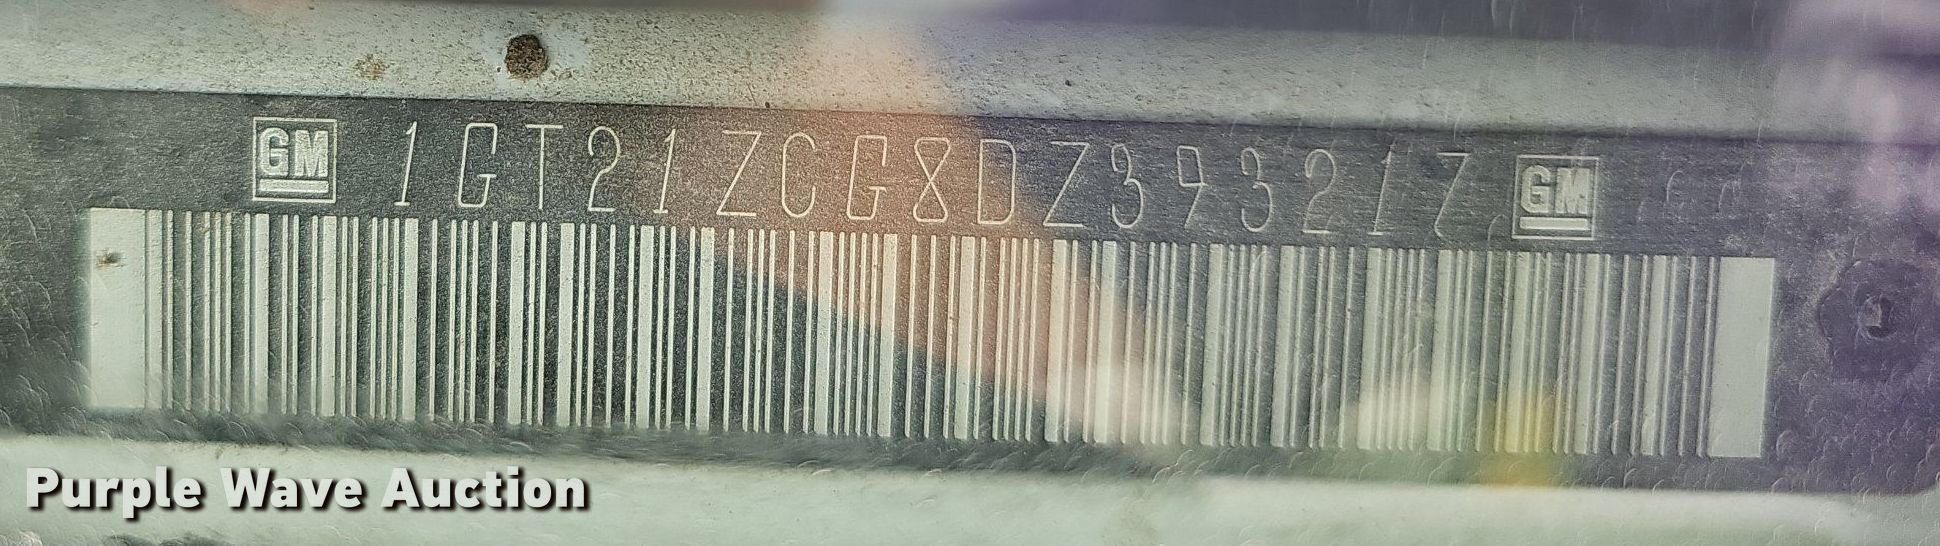 GM 1GT21ZCG8DZ393217 GM
Purple Wave Auction